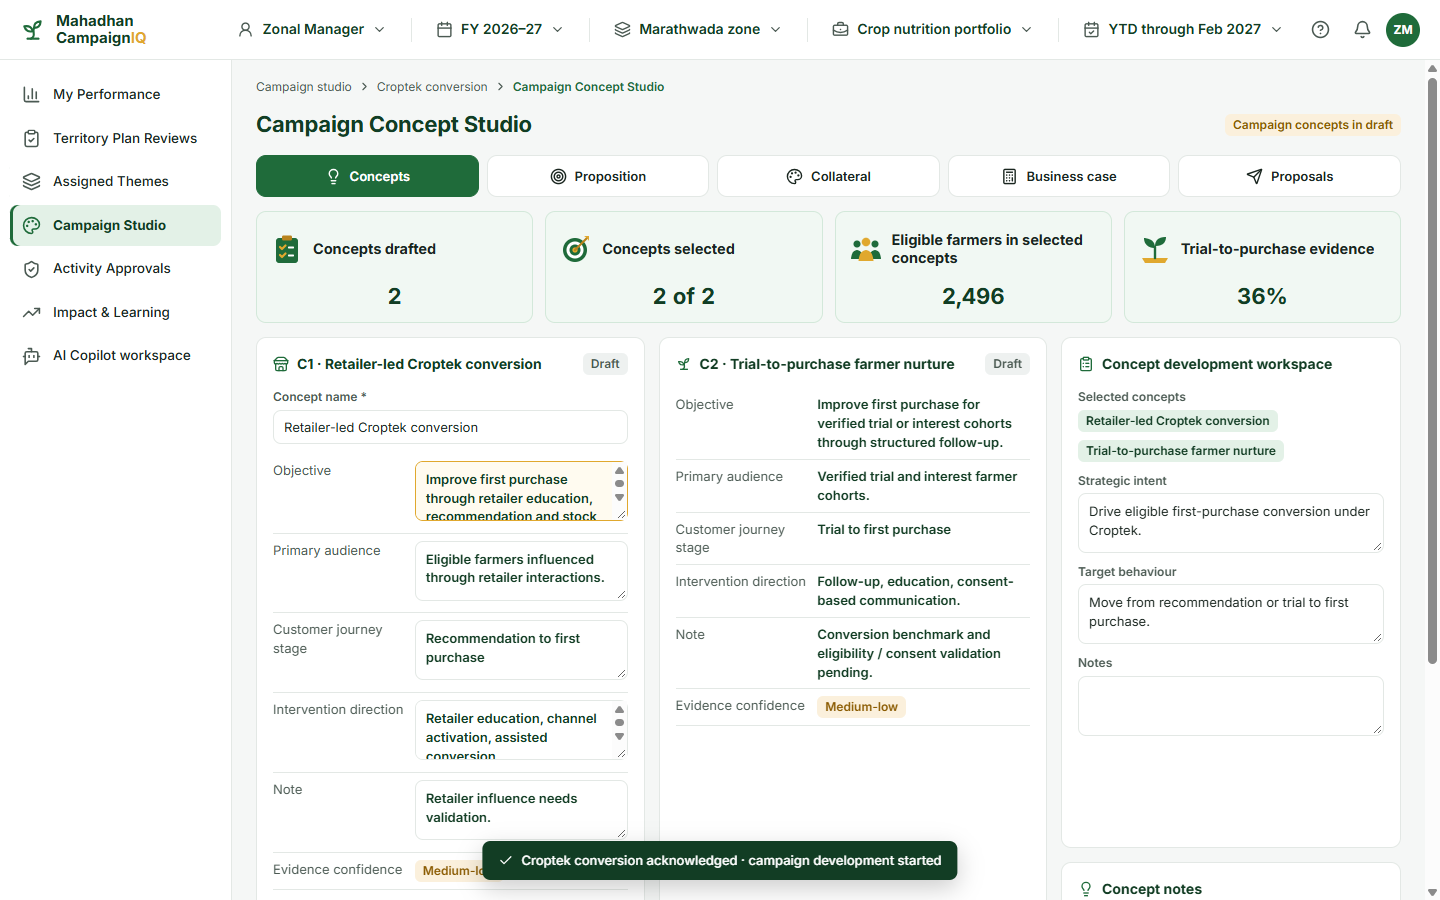 Mahadhan
CampaignIQ
Zonal Manager
FY 2026–27
Marathwada zone
Crop nutrition portfolio
YTD through Feb 2027
ZM
My Performance
Territory Plan Reviews
Assigned Themes
Campaign Studio
Activity Approvals
Impact & Learning
AI Copilot workspace
Campaign studio > Croptek conversion > Campaign Concept Studio
Campaign Concept Studio
Campaign concepts in draft
Concepts
Proposition
Collateral
Business case
Proposals
Concepts drafted
2
Concepts selected
2 of 2
Eligible farmers in selected
concepts
2,496
Trial-to-purchase evidence
36%
C1 · Retailer-led Croptek conversion
Draft
Concept name *
Retailer-led Croptek conversion
Objective
Improve first purchase
through retailer education,
recommendation and stock
Primary audience
Eligible farmers influenced
through retailer interactions.
Customer journey
stage
Recommendation to first
purchase
Intervention direction
Retailer education, channel
activation, assisted
conversion
Note
Retailer influence needs
validation.
Evidence confidence
C2 · Trial-to-purchase farmer nurture
Draft
Objective
Improve first purchase for
verified trial or interest cohorts
through structured follow-up.
Primary audience
Verified trial and interest farmer
cohorts.
Customer journey
stage
Trial to first purchase
Intervention direction
Follow-up, education, consent-
based communication.
Note
Conversion benchmark and
eligibility / consent validation
pending.
Evidence confidence
Medium-low
Concept development workspace
Selected concepts
Retailer-led Croptek conversion
Trial-to-purchase farmer nurture
Strategic intent
Drive eligible first-purchase conversion under
Croptek.
Target behaviour
Move from recommendation or trial to first
purchase.
Notes
Concept notes
Croptek conversion acknowledged · campaign development started